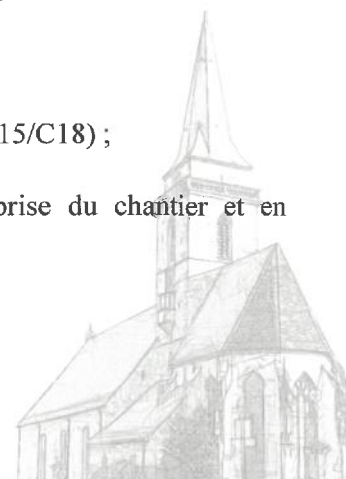 15/C18) ;
prise du chantier et en